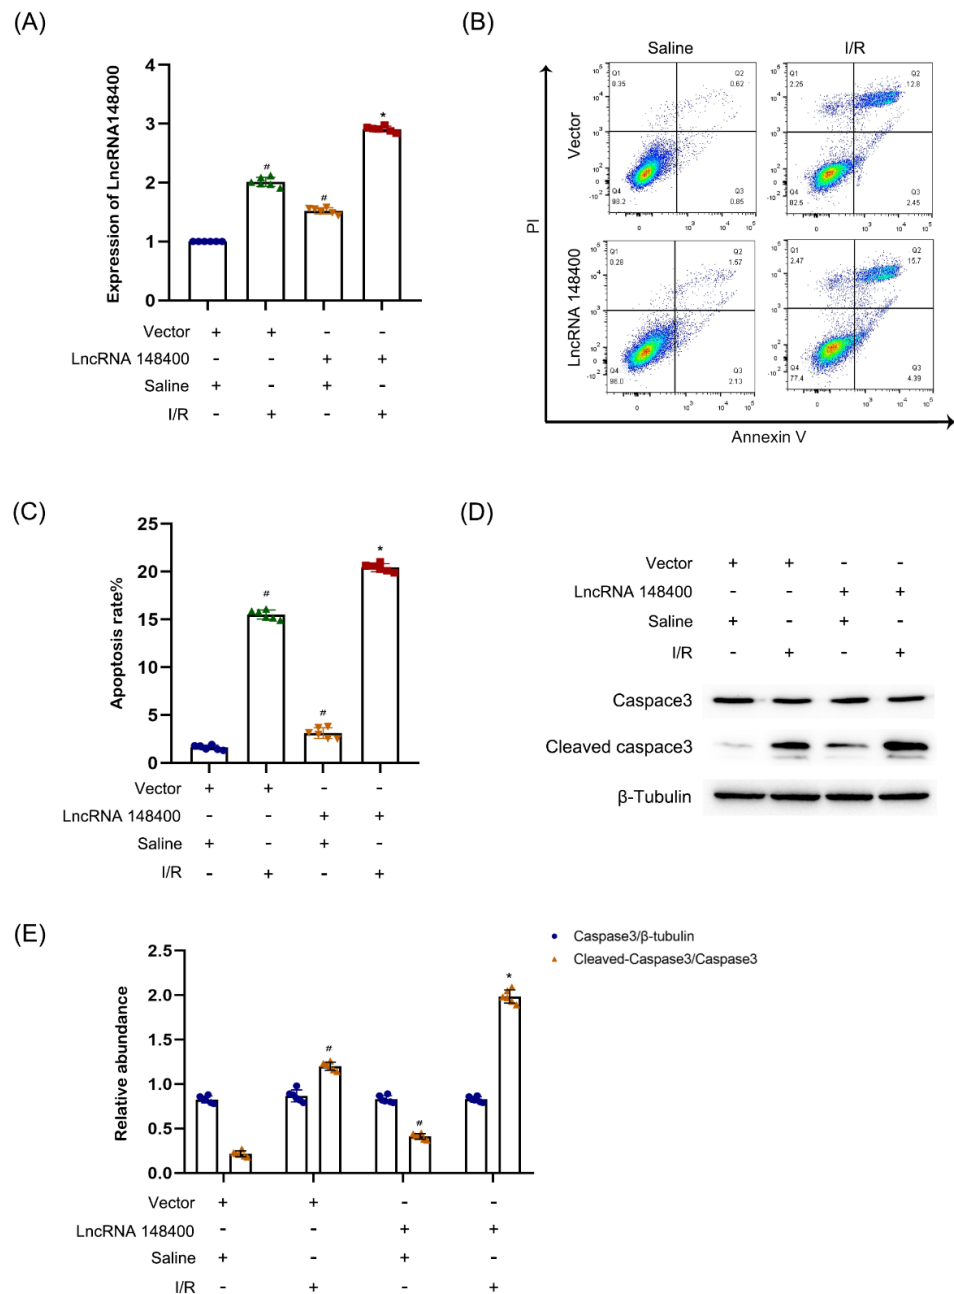 (A)
Expression of LncRNA148400
4
3
2
1
0
#
#
*
Vector + + - -
LncRNA 148400 - - + +
Saline + - + -
I/R - + - +
(B)
Saline I/R
Vector
LncRNA 148400
PI
Annexin V
Q1
0.35
Q2
0.62
Q4
98.2
Q3
0.85
Q1
2.25
Q2
12.8
Q4
82.5
Q3
2.45
Q1
0.28
Q2
1.57
Q4
96.0
Q3
2.13
Q1
2.47
Q2
15.7
Q4
77.4
Q3
4.39
(C)
Apoptosis rate%
25
20
15
10
5
0
#
#
*
Vector + + - -
LncRNA 148400 - - + +
Saline + - + -
I/R - + - +
(D)
Vector + + - -
LncRNA 148400 - - + +
Saline + - + -
I/R - + - +
Caspace3
Cleaved caspace3
β-Tubulin
(E)
Caspase3/β-tubulin
Cleaved-Caspase3/Caspase3
Relative abundance
2.5
2.0
1.5
1.0
0.5
0.0
#
#
*
Vector + + - -
LncRNA 148400 - - + +
Saline + - + -
I/R - + - +